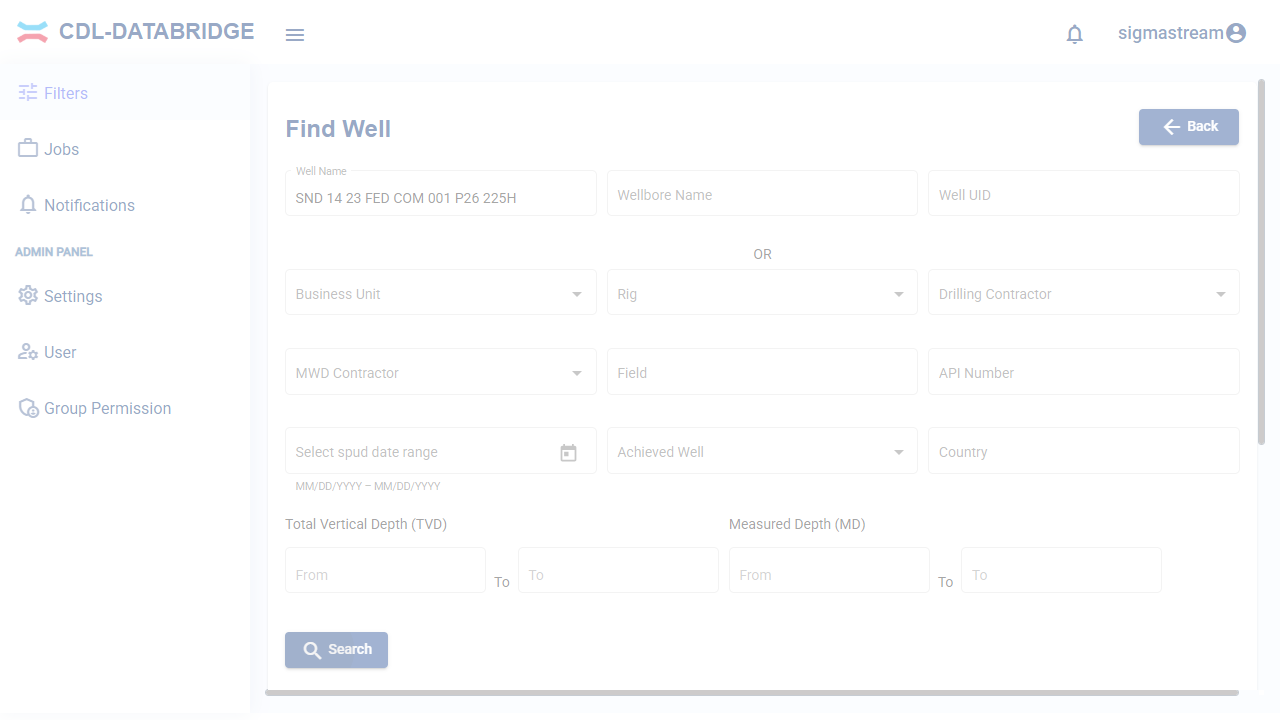 CDL-DATABRIDGE
sigmastream
Filters
Jobs
Notifications
ADMIN PANEL
Settings
User
Group Permission
Find Well
Back
Well Name
SND 14 23 FED COM 001 P26 225H
Wellbore Name
Well UID
OR
Business Unit
Rig
Drilling Contractor
MWD Contractor
Field
API Number
Select spud date range
Achieved Well
Country
MM/DD/YYYY – MM/DD/YYYY
Total Vertical Depth (TVD)
Measured Depth (MD)
From
To
To
From
To
To
Search